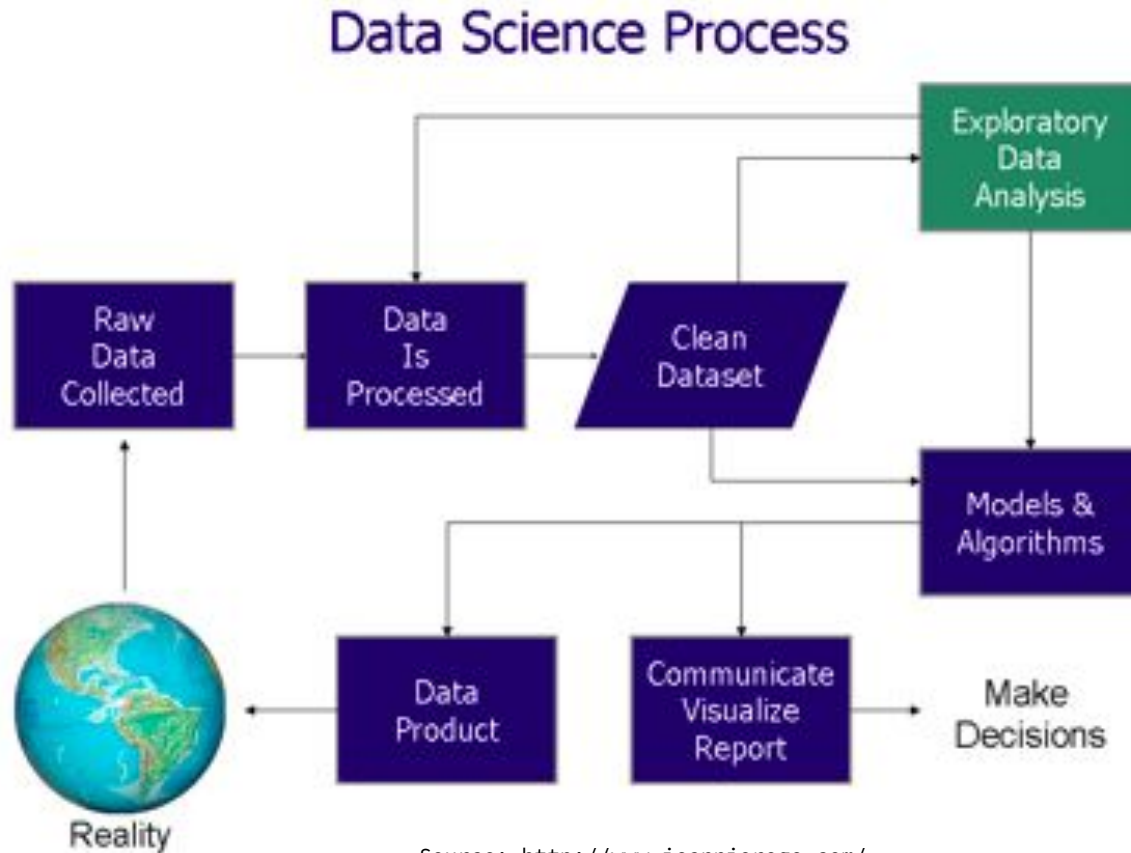 Data Science Process
Exploratory
Data
Analysis
Raw
Data
Collected
Data
Is
Processed
Clean
Dataset
Models &
Algorithms
Data
Product
Communicate
Visualize
Report
Make
Decisions
Reality